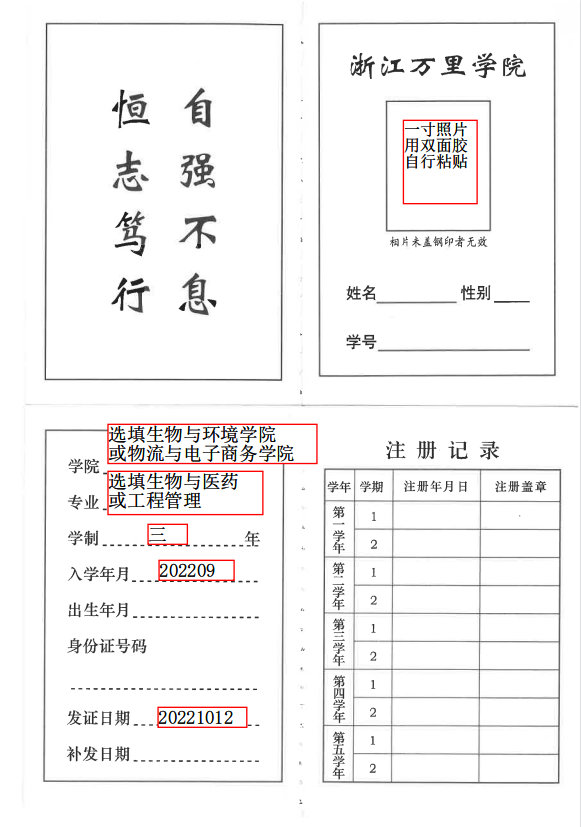 自强不息
恒志笃行
浙江万里学院
一寸照片
用双面胶
自行粘贴
相片未盖钢印者无效
姓名 性别
学号
选填生物与环境学院
或物流与电子商务学院
学院
选填生物与医药
或工程管理
专业
学制 三 年
入学年月 202209
出生年月
身份证号码
发证日期 20221012
补发日期
注册记录
学年 学期 注册年月日 注册盖章
第一学年 1
2
第二学年 1
2
第三学年 1
2
第四学年 1
2
第五学年 1
2